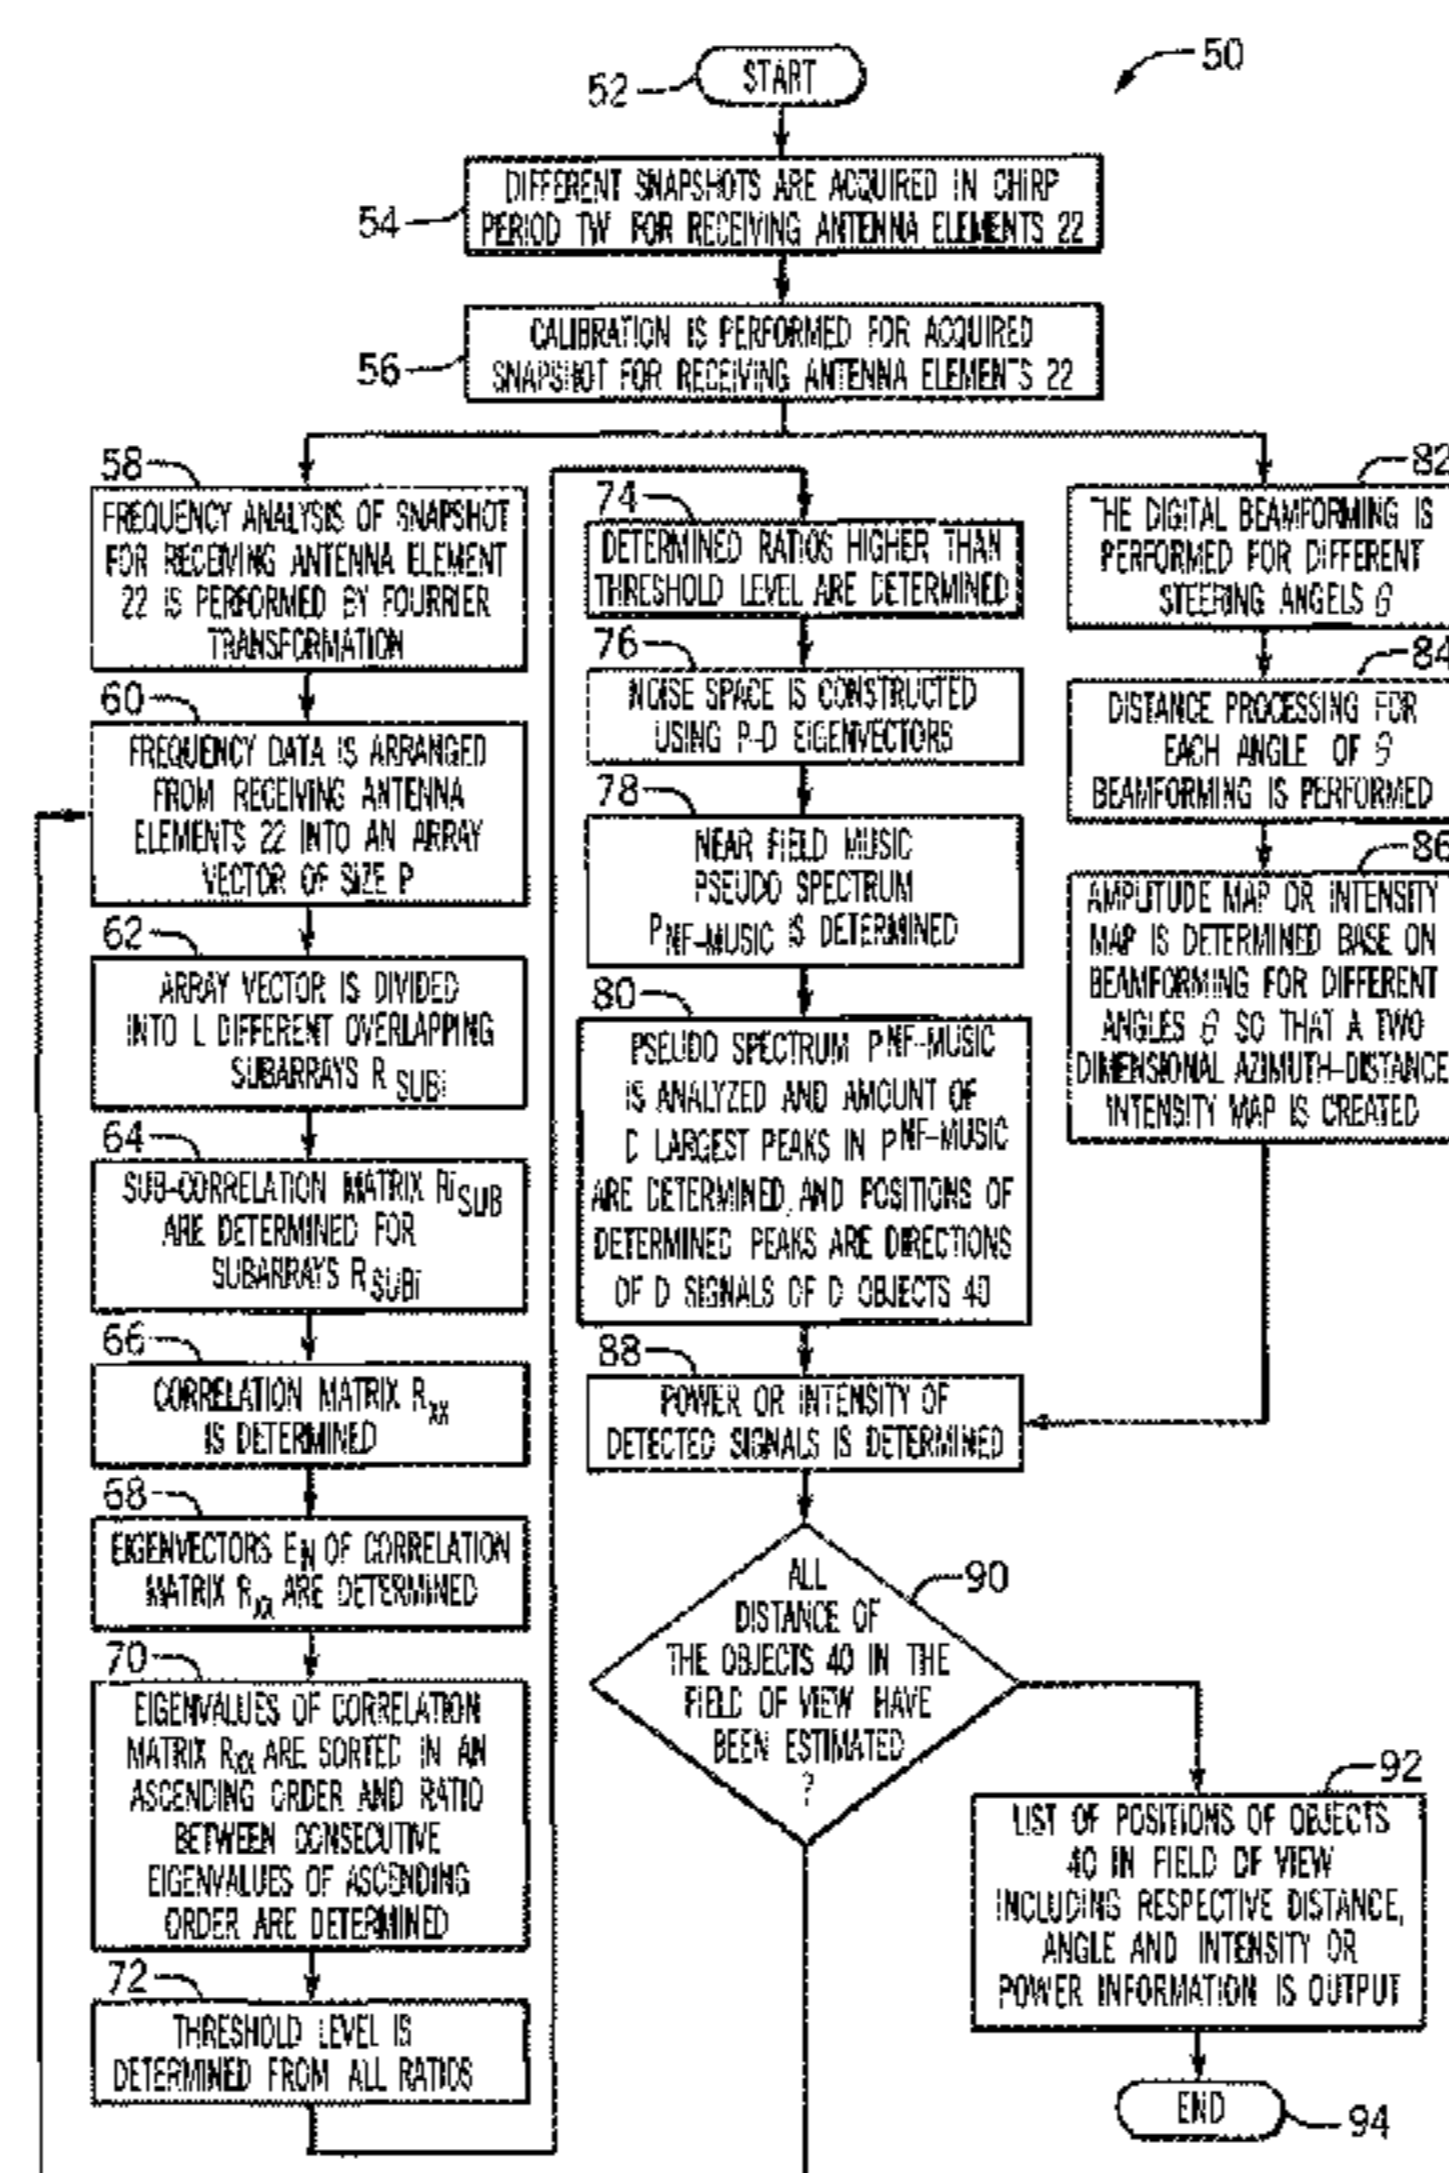 50
52
START
54
DIFFERENT SNAPSHOTS ARE ACQUIRED IN CHIRP
PERIOD TW FOR RECEIVING ANTENNA ELEMENTS 22
56
CALIBRATION IS PERFORMED FOR ACQUIRED
SNAPSHOT FOR RECEIVING ANTENNA ELEMENTS 22
58
FREQUENCY ANALYSIS OF SNAPSHOT
FOR RECEIVING ANTENNA ELEMENT
22 IS PERFORMED BY FOURRIER
TRANSFORMATION
60
FREQUENCY DATA IS ARRANGED
FROM RECEIVING ANTENNA
ELEMENTS 22 INTO AN ARRAY
VECTOR OF SIZE P
62
ARRAY VECTOR IS DIVIDED
INTO L DIFFERENT OVERLAPPING
SUBARRAYS R SUBi
64
SUB-CORRELATION MATRIX RiSUB
ARE DETERMINED FOR
SUBARRAYS R SUBi
66
CORRELATION MATRIX Rxx
IS DETERMINED
68
EIGENVECTORS EN OF CORRELATION
MATRIX Rxx ARE DETERMINED
70
EIGENVALUES OF CORRELATION
MATRIX Rxx ARE SORTED IN AN
ASCENDING ORDER AND RATIO
BETWEEN CONSECUTIVE
EIGENVALUES OF ASCENDING
ORDER ARE DETERMINED
72
THRESHOLD LEVEL IS
DETERMINED FROM ALL RATIOS
74
DETERMINED RATIOS HIGHER THAN
THRESHOLD LEVEL ARE DETERMINED
76
NOISE SPACE IS CONSTRUCTED
USING P-D EIGENVECTORS
78
NEAR FIELD MUSIC
PSEUDO SPECTRUM
PNF-MUSIC IS DETERMINED
80
PSEUDO SPECTRUM PNF-MUSIC
IS ANALYZED AND AMOUNT OF
D LARGEST PEAKS IN PNF-MUSIC
ARE DETERMINED, AND POSITIONS OF
DETERMINED PEAKS ARE DIRECTIONS
OF D SIGNALS OF D OBJECTS 40
82
THE DIGITAL BEAMFORMING IS
PERFORMED FOR DIFFERENT
STEERING ANGELS θ
84
DISTANCE PROCESSING FOR
EACH ANGLE OF θ
BEAMFORMING IS PERFORMED
86
AMPLITUDE MAP OR INTENSITY
MAP IS DETERMINED BASE ON
BEAMFORMING FOR DIFFERENT
ANGLES θ SO THAT A TWO
DIMENSIONAL AZIMUTH-DISTANCE
INTENSITY MAP IS CREATED
88
POWER OR INTENSITY OF
DETECTED SIGNALS IS DETERMINED
90
ALL
DISTANCE OF
THE OBJECTS 40 IN THE
FIELD OF VIEW HAVE
BEEN ESTIMATED
?
92
LIST OF POSITIONS OF OBJECTS
40 IN FIELD OF VIEW
INCLUDING RESPECTIVE DISTANCE,
ANGLE AND INTENSITY OR
POWER INFORMATION IS OUTPUT
END
94